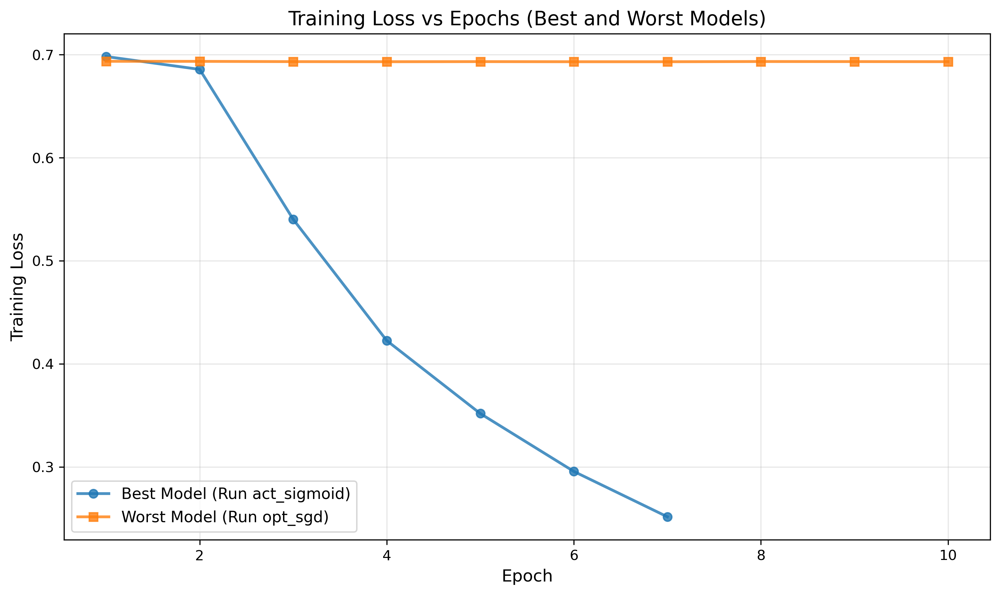 Training Loss vs Epochs (Best and Worst Models)
Training Loss
0.7
0.6
0.5
0.4
0.3
Best Model (Run act_sigmoid)
Worst Model (Run opt_sgd)
2
4
6
8
10
Epoch